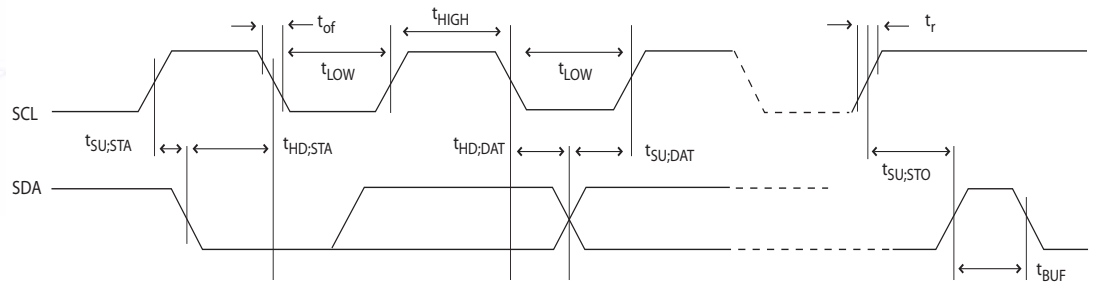 t_of
t_HIGH
t_r
t_LOW
t_LOW
SCL
t_SU;STA
t_HD;STA
t_HD;DAT
t_SU;DAT
t_SU;STO
SDA
t_BUF